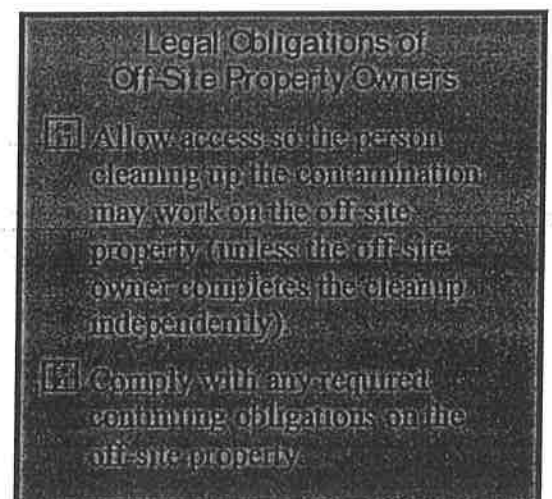 Legal Obligations of
Off-Site Property Owners
Allow access so the person
cleaning up the contamination
may work on the off-site
property (unless the off-site
owner completes the cleanup
independently).
Comply with any required
continuing obligations on the
off-site property.